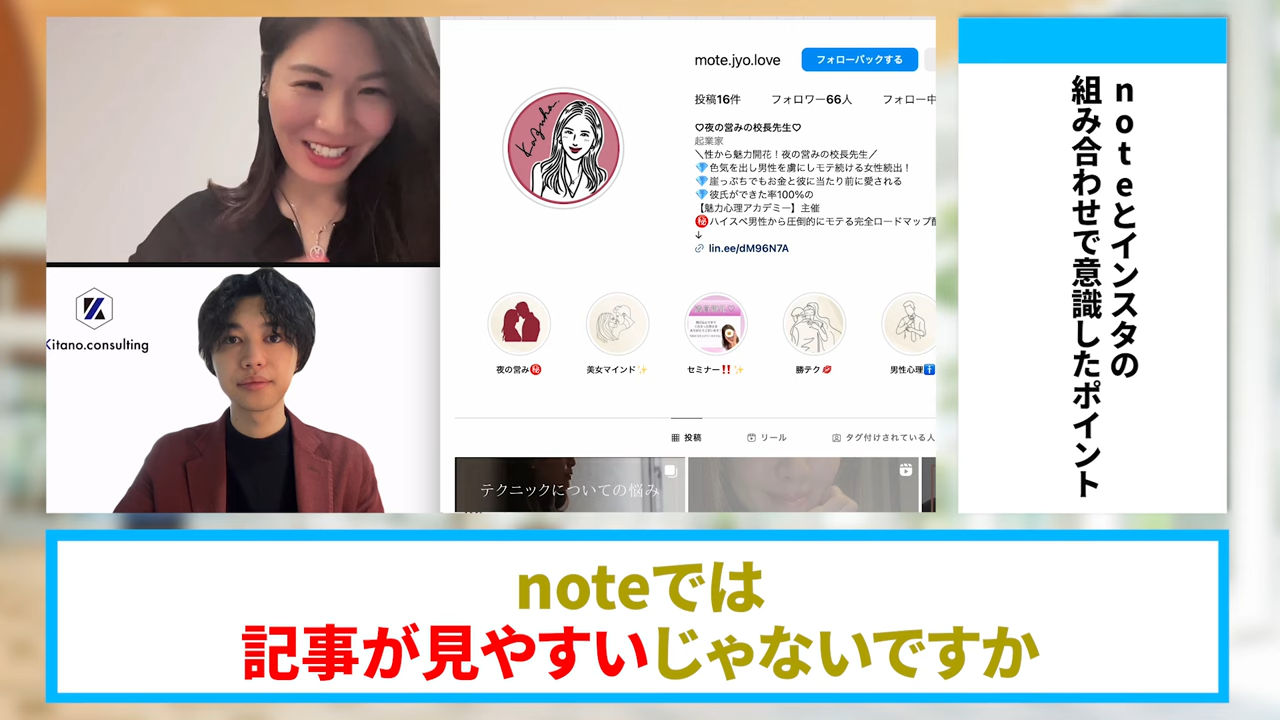 mote.jyo.love
フォローバックする
投稿16件 フォロワー66人 フォロー中
♡夜の営みの校長先生♡
起業家
＼性から魅力開花！夜の営みの校長先生／
💎色気を出し男性を虜にしモテ続ける女性続出！
💎崖っぷちでもお金と彼に当たり前に愛される
💎彼氏ができた率100%の
【魅力心理アカデミー】主催
㊙ハイスペ男性から圧倒的にモテる完全ロードマップ
↓
lin.ee/dM96N7A
Kazuha.
夜の営み㊙
美女マインド✨
セミナー‼️✨
勝テク💋
男性心理
投稿
リール
タグ付けされている人
テクニックについての悩み
Kitano.consulting
noteとインスタの
組み合わせで意識したポイント
noteでは
記事が見やすいじゃないですか